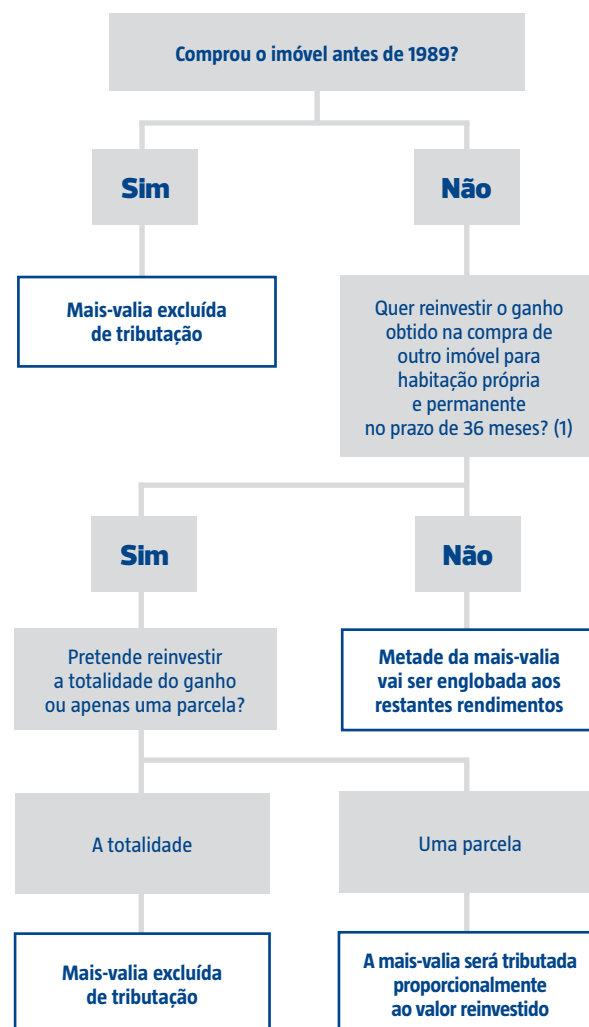 Comprou o imóvel antes de 1989?
Sim
Não
Mais-valia excluída
de tributação
Quer reinvestir o ganho
obtido na compra de
outro imóvel para
habitação própria
e permanente
no prazo de 36 meses? (1)
Sim
Não
Pretende reinvestir
a totalidade do ganho
ou apenas uma parcela?
Metade da mais-valia
vai ser englobada aos
restantes rendimentos
A totalidade
Uma parcela
Mais-valia excluída
de tributação
A mais-valia será tributada
proporcionalmente
ao valor reinvestido